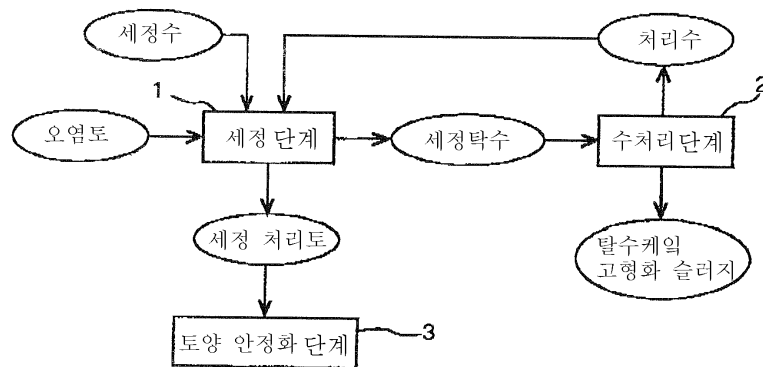 세정수
처리수
1
2
오염토
세정 단계
세정탁수
수처리단계
세정 처리토
탈수케익
고형화 슬러지
토양 안정화 단계
3